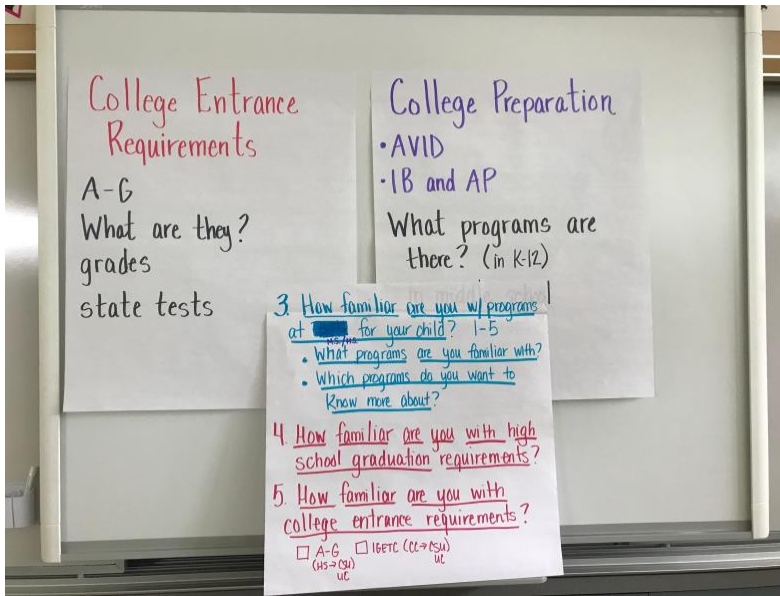 College Entrance
Requirements
A-G
What are they?
grades
state tests
College Preparation
•AVID
•IB and AP
What programs are
there? (in K-12)
3. How familiar are you w/ programs
at for your child? 1-5
MS/HS
• What programs are you familiar with?
• Which programs do you want to
know more about?
4. How familiar are you with high
school graduation requirements?
5. How familiar are you with
college entrance requirements?
☐ A-G ☐ IGETC (CC→CSU)
(HS→CSU) UC
UC